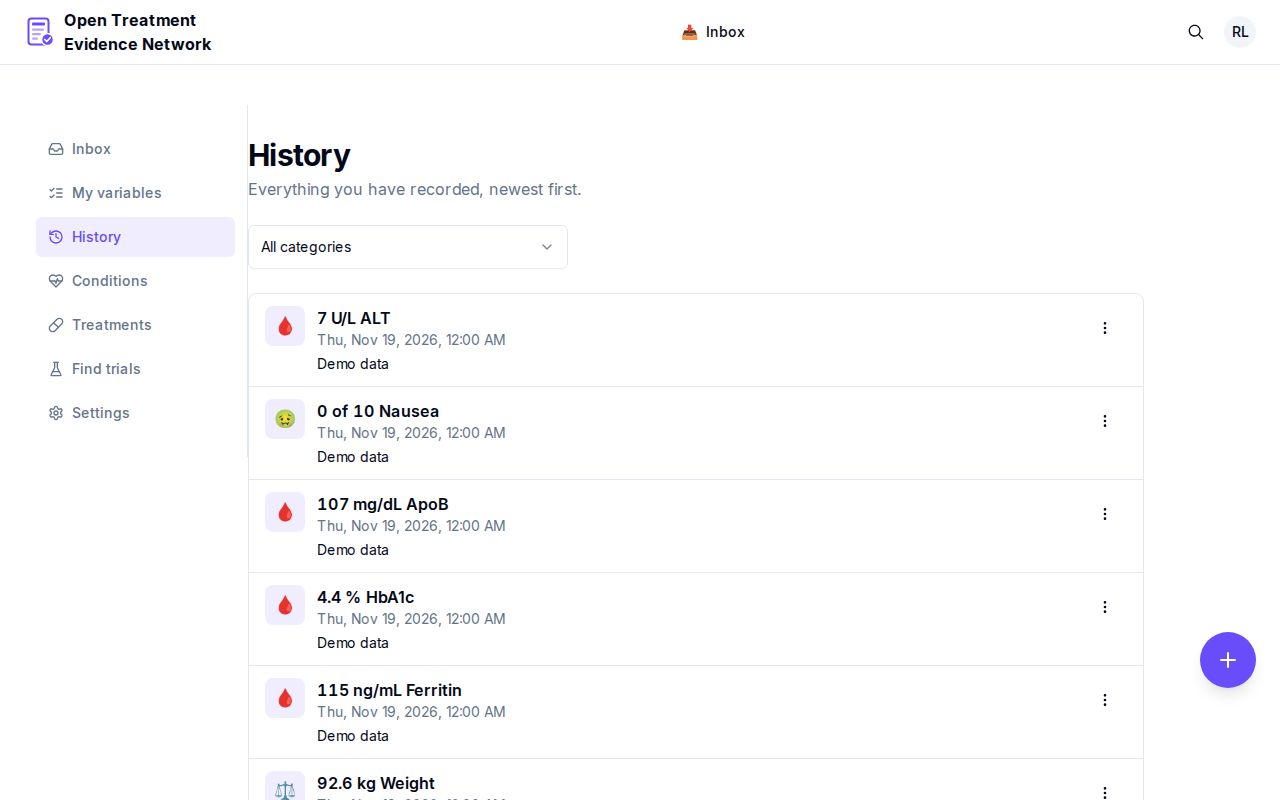 Open Treatment
Evidence Network
Inbox
RL
Inbox
My variables
History
Conditions
Treatments
Find trials
Settings
History
Everything you have recorded, newest first.
All categories
7 U/L ALT
Thu, Nov 19, 2026, 12:00 AM
Demo data
0 of 10 Nausea
Thu, Nov 19, 2026, 12:00 AM
Demo data
107 mg/dL ApoB
Thu, Nov 19, 2026, 12:00 AM
Demo data
4.4 % HbA1c
Thu, Nov 19, 2026, 12:00 AM
Demo data
115 ng/mL Ferritin
Thu, Nov 19, 2026, 12:00 AM
Demo data
92.6 kg Weight